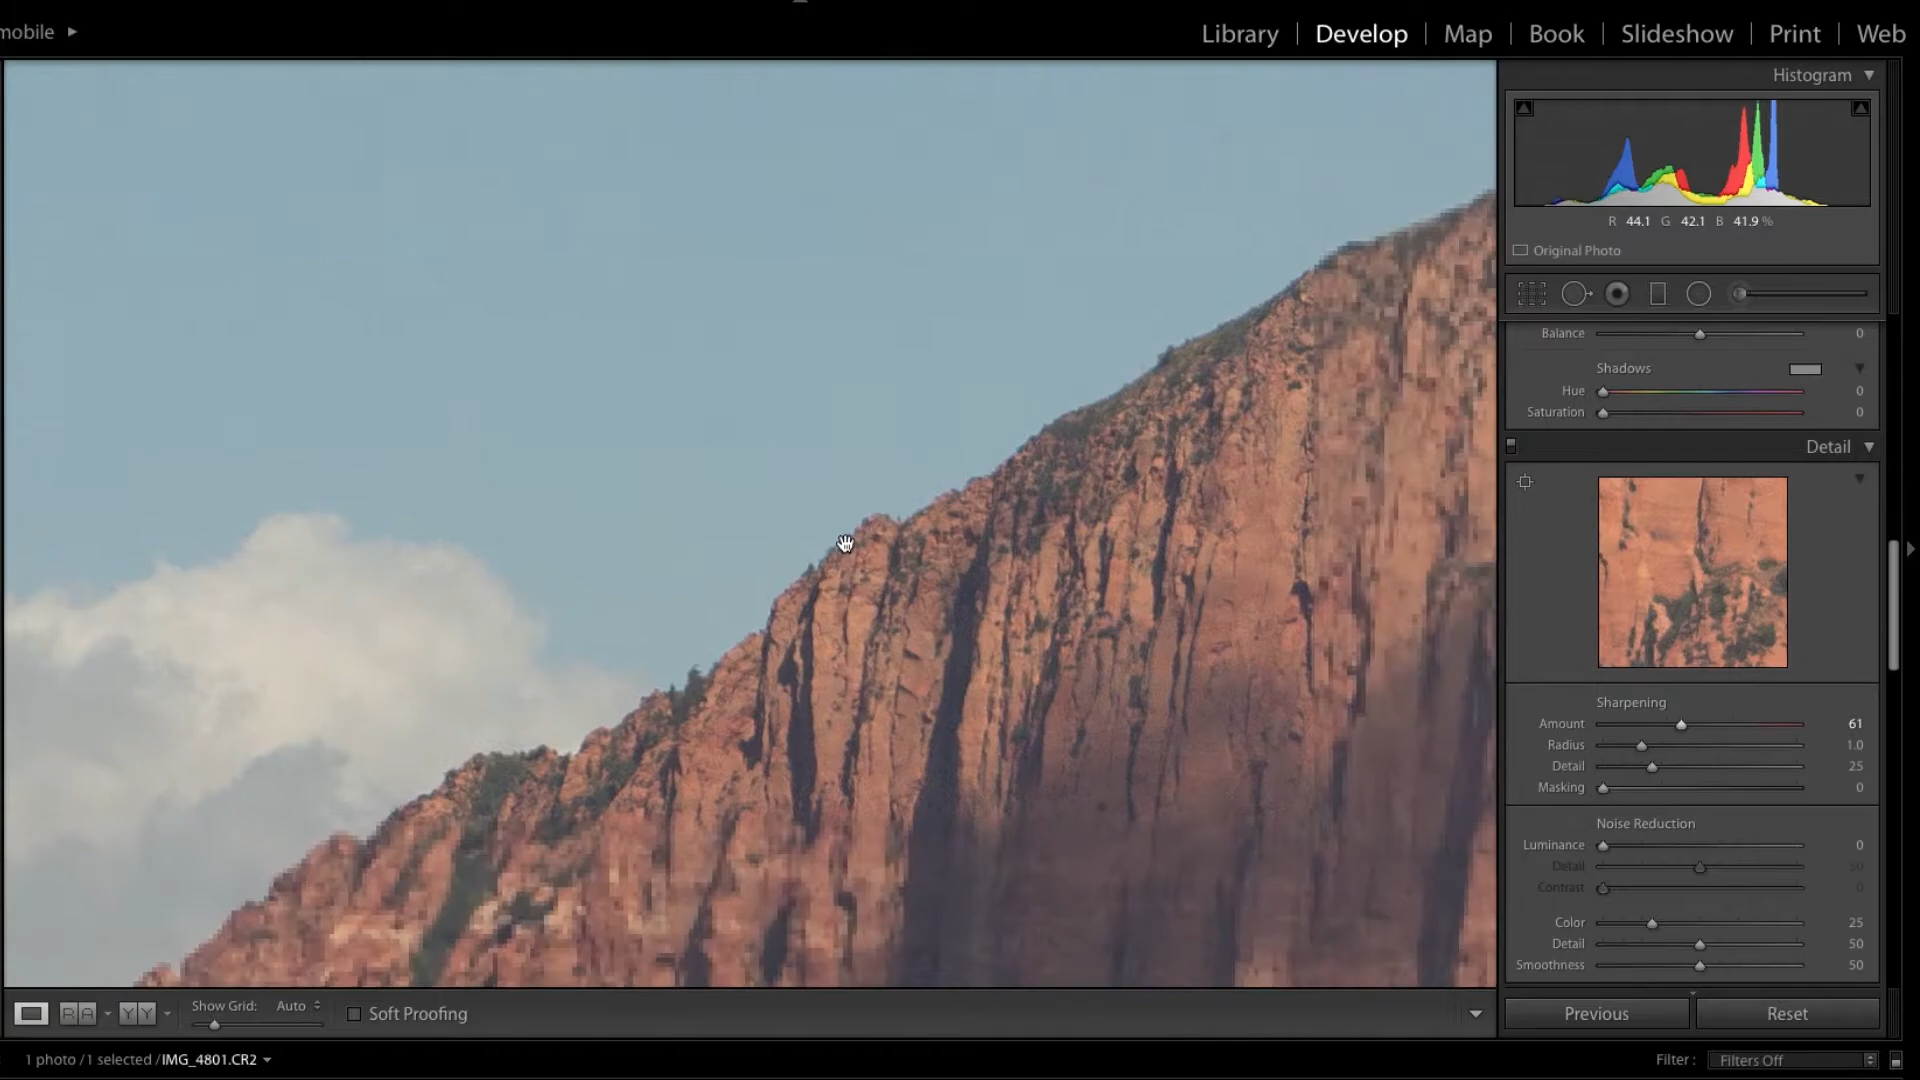 mobile
Library | Develop | Map | Book | Slideshow | Print | Web
Histogram
R 44.1 G 42.1 B 41.9 %
Original Photo
Balance 0
Shadows
Hue 0
Saturation 0
Detail
Sharpening
Amount 61
Radius 1.0
Detail 25
Masking 0
Noise Reduction
Luminance 0
Detail 50
Contrast 0
Color 25
Detail 50
Smoothness 50
R A Y Y Show Grid: Auto Soft Proofing
Previous Reset
1 photo / 1 selected / IMG_4801.CR2
Filter : Filters Off